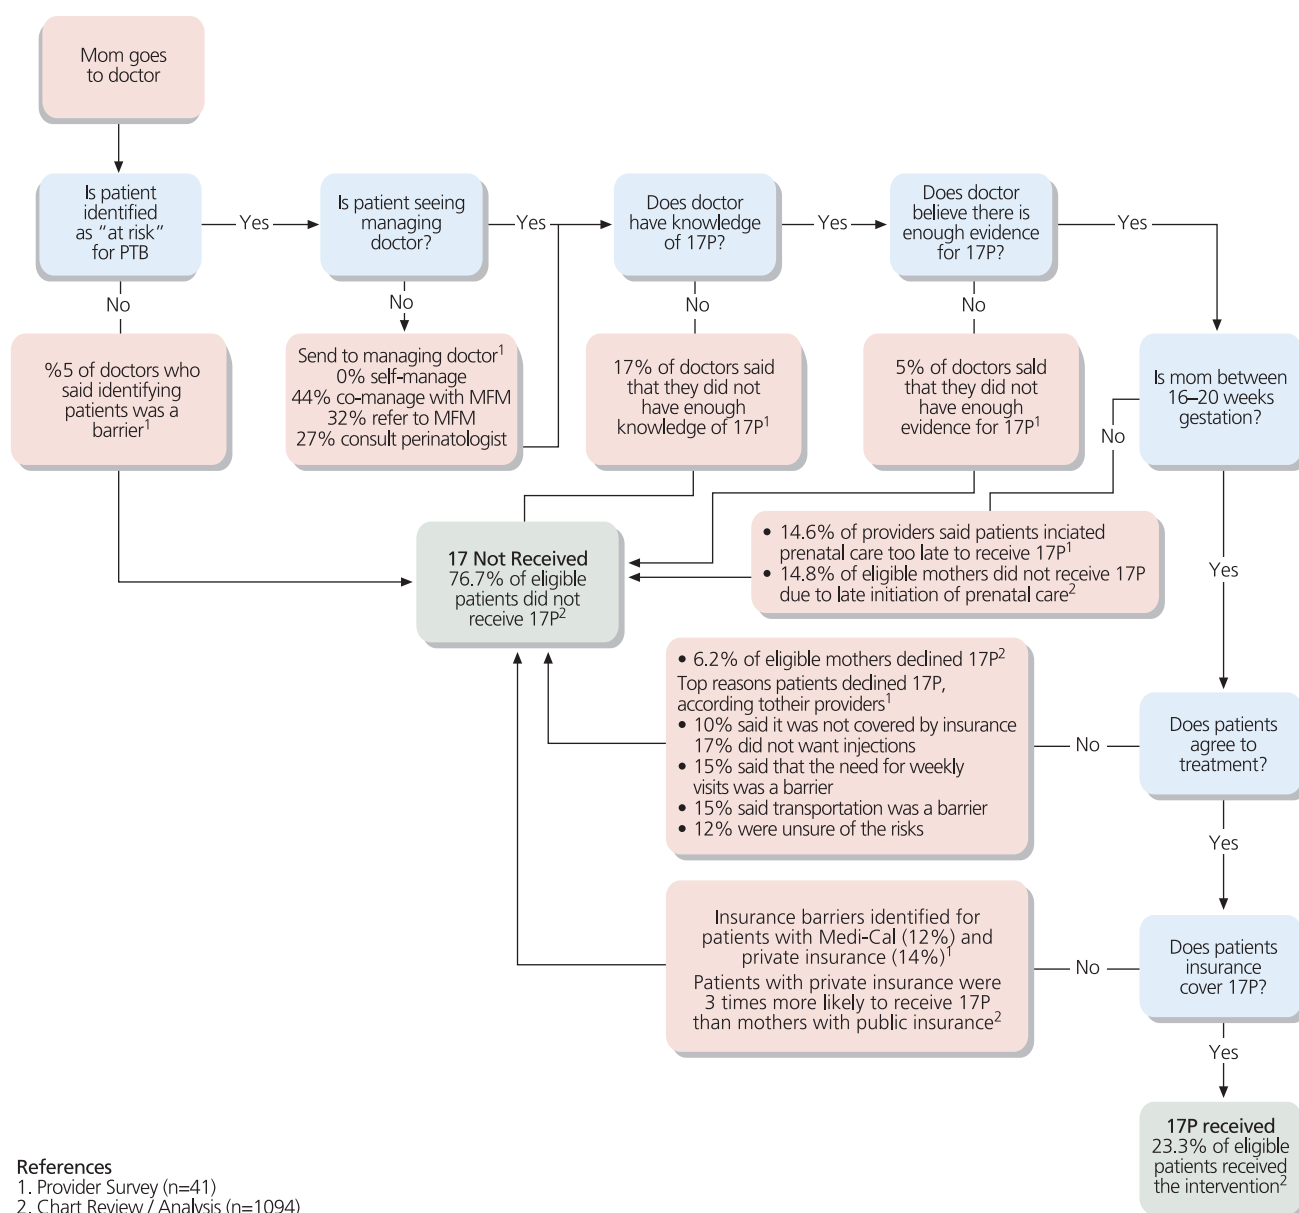 Mom goes
to doctor
Is patient
identified
as “at risk”
for PTB
Yes
Is patient seeing
managing
doctor?
Yes
Does doctor
have knowledge
of 17P?
Yes
Does doctor
believe there is
enough evidence
for 17P?
Yes
No
No
No
No
%5 of doctors who
said identifying
patients was a
barrier1
Send to managing doctor1
0% self-manage
44% co-manage with MFM
32% refer to MFM
27% consult perinatologist
17% of doctors said
that they did not
have enough
knowledge of 17P1
5% of doctors sald
that they did not
have enough
evidence for 17P1
Is mom between
16–20 weeks
gestation?
No
17 Not Received
76.7% of eligible
patients did not
receive 17P2
• 14.6% of providers said patients inciated
prenatal care too late to receive 17P1
• 14.8% of eligible mothers did not receive 17P
due to late initiation of prenatal care2
Yes
• 6.2% of eligible mothers declined 17P2
Top reasons patients declined 17P,
according totheir providers1
• 10% said it was not covered by insurance
17% did not want injections
• 15% said that the need for weekly
visits was a barrier
• 15% said transportation was a barrier
• 12% were unsure of the risks
No
Does patients
agree to
treatment?
Yes
Insurance barriers identified for
patients with Medi-Cal (12%) and
private insurance (14%)1
Patients with private insurance were
3 times more likely to receive 17P
than mothers with public insurance2
No
Does patients
insurance
cover 17P?
Yes
17P received
23.3% of eligible
patients received
the intervention2
References
1. Provider Survey (n=41)
2. Chart Review / Analysis (n=1094)